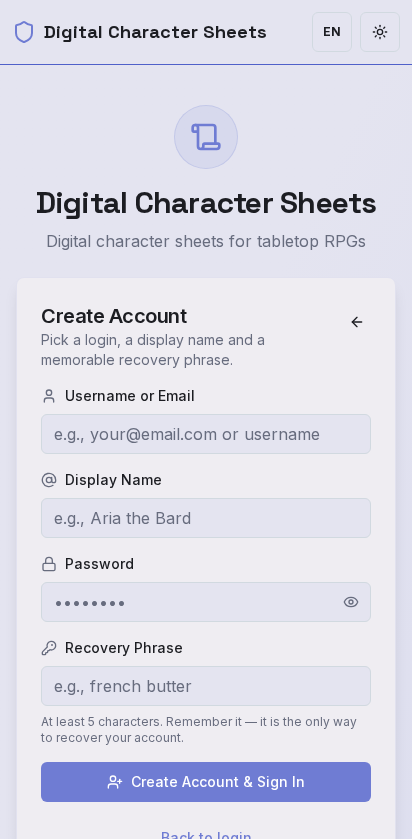 Digital Character Sheets
EN
Digital Character Sheets
Digital character sheets for tabletop RPGs
Create Account
Pick a login, a display name and a
memorable recovery phrase.
Username or Email
e.g., your@email.com or username
Display Name
e.g., Aria the Bard
Password
••••••••
Recovery Phrase
e.g., french butter
At least 5 characters. Remember it — it is the only way
to recover your account.
Create Account & Sign In
Back to login